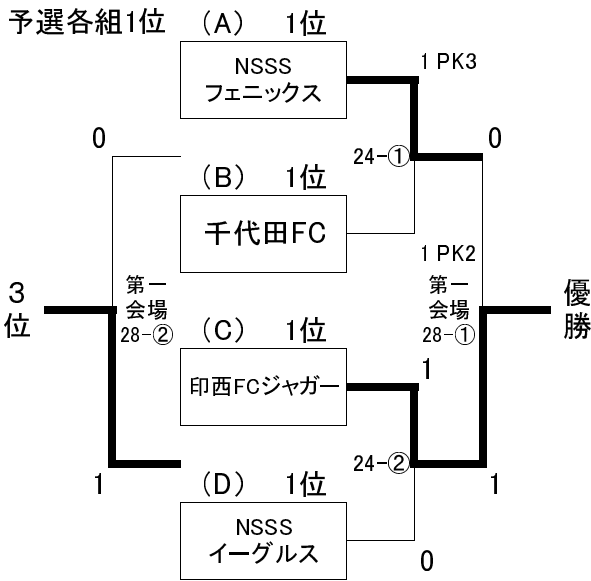 予選各組1位
（A） 1位
NSSS
フェニックス
1 PK3
0
24-①
0
（B） 1位
千代田FC
1 PK2
3
位
第一
会場
28-②
第一
会場
28-①
優
勝
（C） 1位
印西FCジャガー
1
24-②
1
1
（D） 1位
NSSS
イーグルス
0